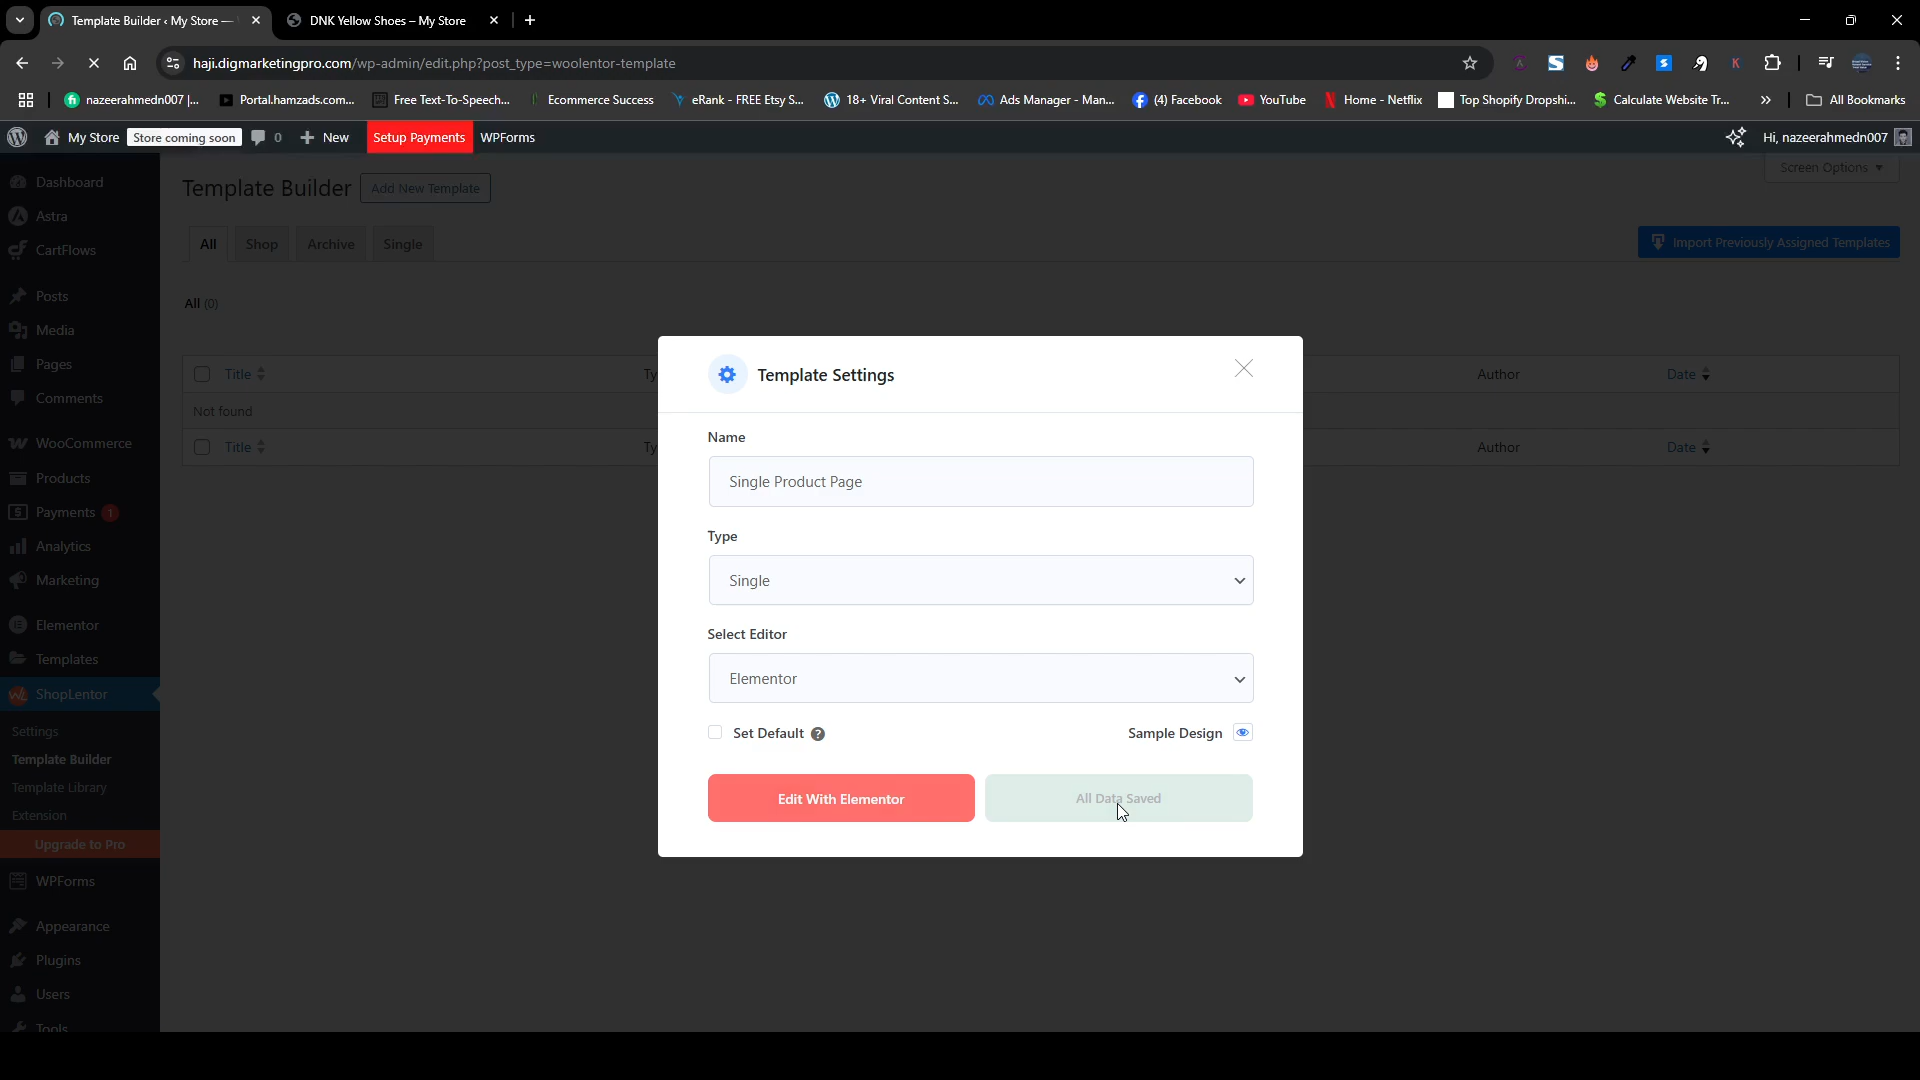 Template Builder ‹ My Store —
DNK Yellow Shoes – My Store
haji.digmarketingpro.com/wp-admin/edit.php?post_type=woolentor-template
nazeerahmedn007 |...
Portal.hamzads.com...
Free Text-To-Speech...
Ecommerce Success
eRank - FREE Etsy S...
18+ Viral Content S...
Ads Manager - Man...
(4) Facebook
YouTube
Home - Netflix
Top Shopify Dropshi...
Calculate Website Tr...
»
All Bookmarks
My Store
Store coming soon
0
New
Setup Payments
WPForms
Hi, nazeerahmedn007
Dashboard
Astra
CartFlows
Posts
Media
Pages
Comments
WooCommerce
Products
Payments 1
Analytics
Marketing
Elementor
Templates
ShopLentor
Settings
Template Builder
Template Library
Extension
Upgrade to Pro
WPForms
Appearance
Plugins
Users
Tools
Template Builder
Add New Template
Screen Options
All
Shop
Archive
Single
Import Previously Assigned Templates
All (0)
Title
Ty
Author
Date
Not found
Title
Ty
Author
Date
Template Settings
Name
Single Product Page
Type
Single
Select Editor
Elementor
Set Default ?
Sample Design
Edit With Elementor
All Data Saved